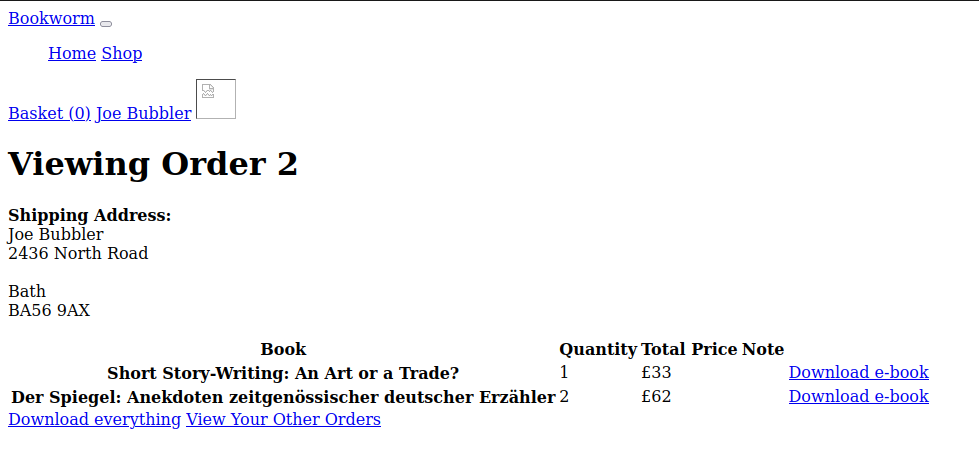 Bookworm
Home Shop
Basket (0) Joe Bubbler
Viewing Order 2
Shipping Address:
Joe Bubbler
2436 North Road
Bath
BA56 9AX
Book Quantity Total Price Note
Short Story-Writing: An Art or a Trade? 1 £33 Download e-book
Der Spiegel: Anekdoten zeitgenössischer deutscher Erzähler 2 £62 Download e-book
Download everything View Your Other Orders